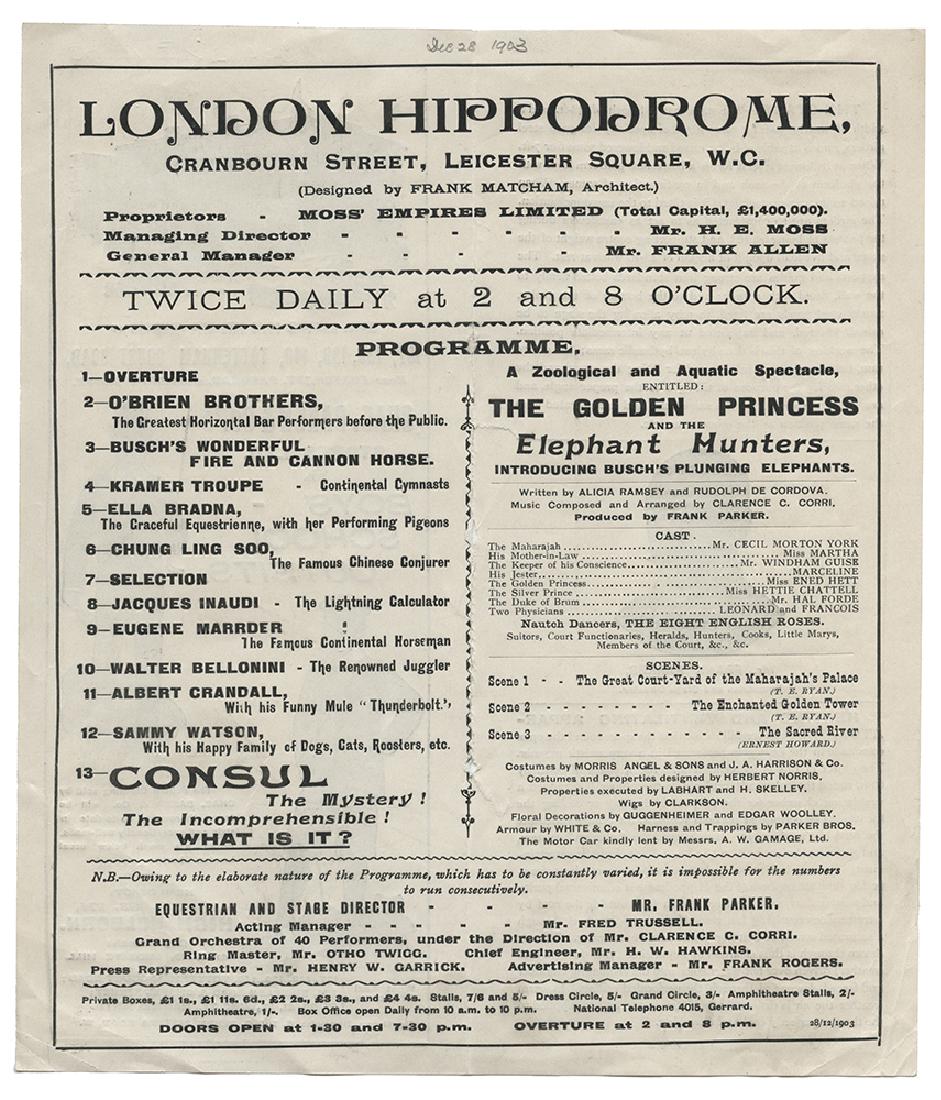 Dec 28 1903
LONDON HIPPODROME,
CRANBOURN STREET, LEICESTER SQUARE, W.C.
(Designed by FRANK MATCHAM, Architect.)
Proprietors - MOSS' EMPIRES LIMITED (Total Capital, £1,400,000).
Managing Director - - - - - - Mr. H. E. MOSS
General Manager - - - - Mr. FRANK ALLEN
TWICE DAILY at 2 and 8 O'CLOCK.
PROGRAMME.
1—OVERTURE
2—O'BRIEN BROTHERS,
The Greatest Horizontal Bar Performers before the Public.
3—BUSCH'S WONDERFUL
FIRE AND CANNON HORSE.
4—KRAMER TROUPE - Continental Gymnasts
5—ELLA BRADNA,
The Graceful Equestrienne, with her Performing Pigeons
6—CHUNG LING SOO,
The Famous Chinese Conjurer
7—SELECTION
8—JACQUES INAUDI - The Lightning Calculator
9—EUGENE MARRDER
The Famous Continental Horseman
10—WALTER BELLONINI - The Renowned Juggler
11—ALBERT CRANDALL,
With his Funny Mule "Thunderbolt.",
12—SAMMY WATSON,
With his Happy Family of Dogs, Cats, Roosters, etc.
13—CONSUL
The Mystery!
The Incomprehensible!
WHAT IS IT?
A Zoological and Aquatic Spectacle,
ENTITLED:
THE GOLDEN PRINCESS
AND THE
Elephant Hunters,
INTRODUCING BUSCH'S PLUNGING ELEPHANTS.
Written by ALICIA RAMSEY and RUDOLPH DE CORDOVA.
Music Composed and Arranged by CLARENCE C. CORRI.
Produced by FRANK PARKER.
CAST.
The Maharajah ........ Mr. CECIL MORTON YORK
His Mother-in-Law ........ Miss MARTHA
The Keeper of his Conscience ........ Mr. WINDHAM GUISE
His Jester ........ MARCELINE
The Golden Princess ........ Miss ENED HETT
The Silver Prince ........ Miss HETTIE CHATTELL
The Duke of Brum ........ Mr. HAL FORDE
Two Physicians ........ LEONARD and FRANCOIS
Nautch Dancers, THE EIGHT ENGLISH ROSES.
Suitors, Court Functionaries, Heralds, Hunters, Cooks, Little Marys,
Members of the Court, &c., &c.
SCENES.
Scene 1 - - The Great Court-Yard of the Maharajah's Palace
(T. E. RYAN.)
Scene 2 - - - - - - - - The Enchanted Golden Tower
(T. E. RYAN.)
Scene 3 - - - - - - - - - - - - The Sacred River
(ERNEST HOWARD.)
Costumes by MORRIS ANGEL & SONS and J. A. HARRISON & Co.
Costumes and Properties designed by HERBERT NORRIS.
Properties executed by LABHART and H. SKELLEY.
Wigs by CLARKSON.
Floral Decorations by GUGGENHEIMER and EDGAR WOOLLEY.
Armour by WHITE & Co. Harness and Trappings by PARKER BROS.
The Motor Car kindly lent by Messrs, A. W. GAMAGE, Ltd.
N.B.—Owing to the elaborate nature of the Programme, which has to be constantly varied, it is impossible for the numbers
to run consecutively.
EQUESTRIAN AND STAGE DIRECTOR - - - - MR. FRANK PARKER.
Acting Manager - - - - - Mr. FRED TRUSSELL.
Grand Orchestra of 40 Performers, under the Direction of Mr. CLARENCE C. CORRI.
Ring Master, Mr. OTHO TWIGG. Chief Engineer, Mr. H. W. HAWKINS.
Press Representative - Mr. HENRY W. GARRICK. Advertising Manager - Mr. FRANK ROGERS.
Private Boxes, £1 1s., £1 11s. 6d., £2 2s., £3 3s., and £4 4s. Stalls, 7/6 and 5/- Dress Circle, 5/- Grand Circle, 3/- Amphitheatre Stalls, 2/-
Amphitheatre, 1/-. Box Office open Daily from 10 a.m. to 10 p.m. National Telephone 4015, Gerrard.
DOORS OPEN at 1-30 and 7-30 p.m. OVERTURE at 2 and 8 p.m. 28/12/1903